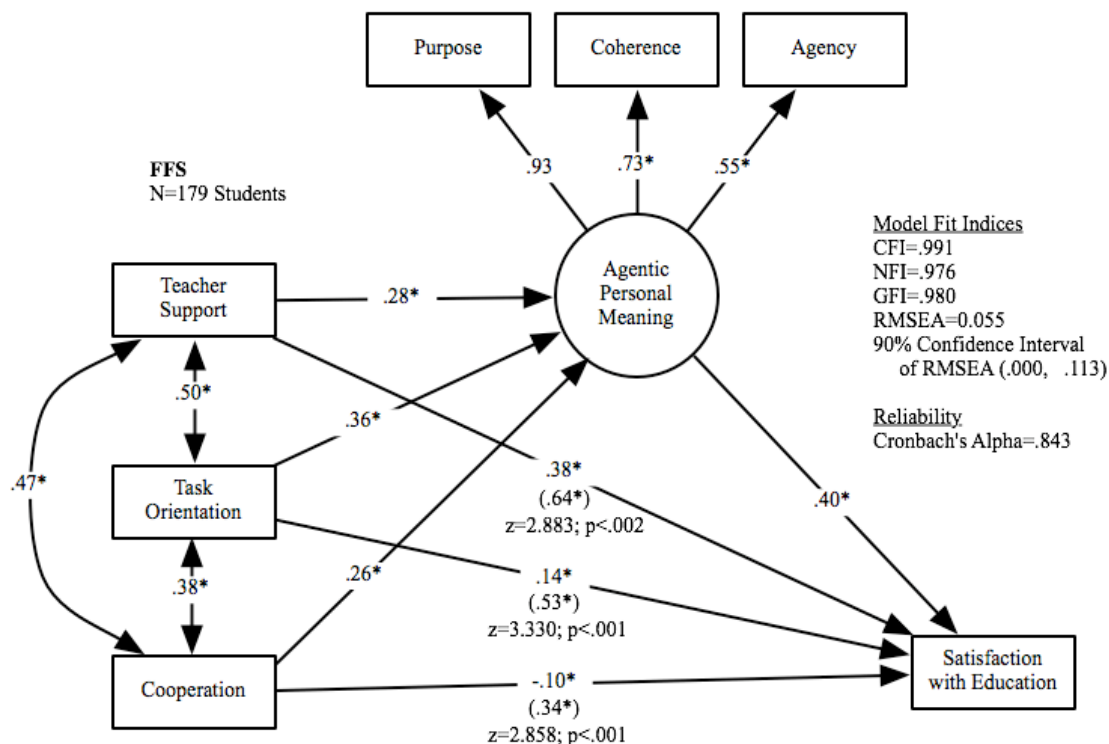 Purpose
Coherence
Agency
.93
.73*
.55*
FFS
N=179 Students
Model Fit Indices
CFI=.991
NFI=.976
GFI=.980
RMSEA=0.055
90% Confidence Interval
of RMSEA (.000, .113)
Reliability
Cronbach's Alpha=.843
Teacher
Support
.28*
Agentic
Personal
Meaning
.50*
.36*
.47*
Task
Orientation
.38*
(.64*)
z=2.883; p<.002
.40*
.38*
.26*
.14*
(.53*)
z=3.330; p<.001
Cooperation
-.10*
(.34*)
z=2.858; p<.001
Satisfaction
with Education